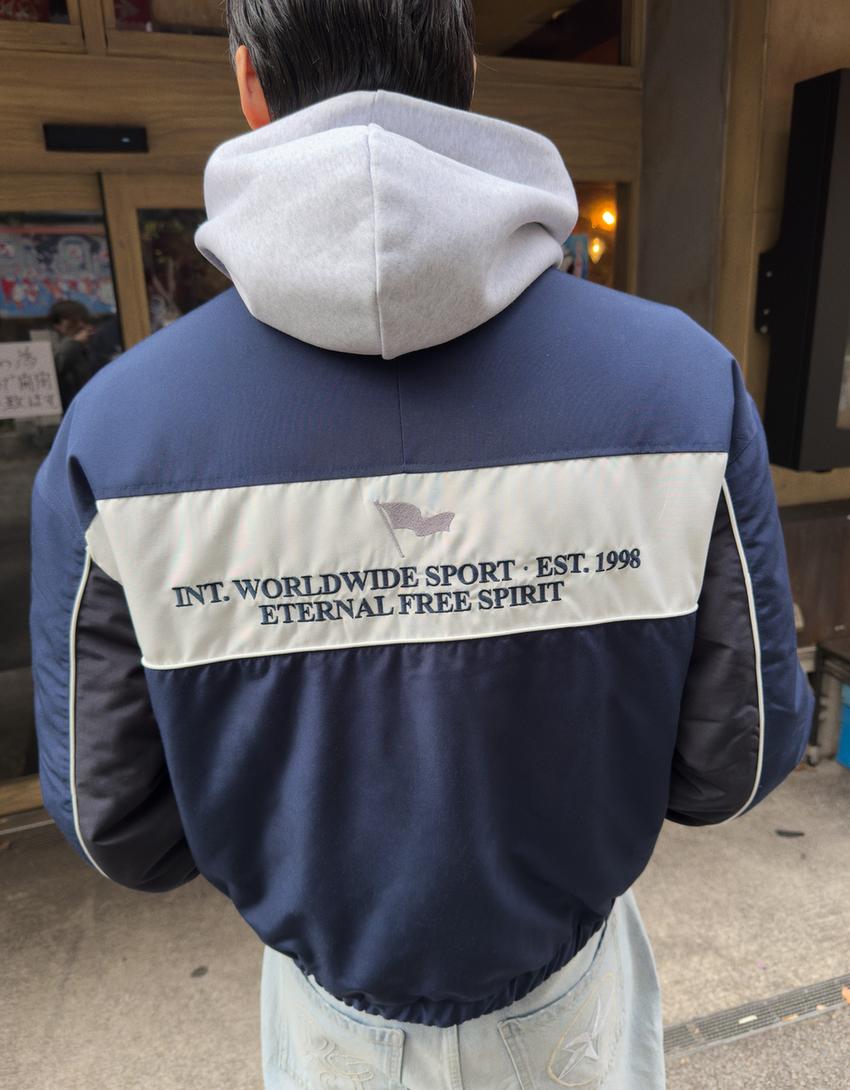 INT. WORLDWIDE SPORT · EST. 1998
ETERNAL FREE SPIRIT